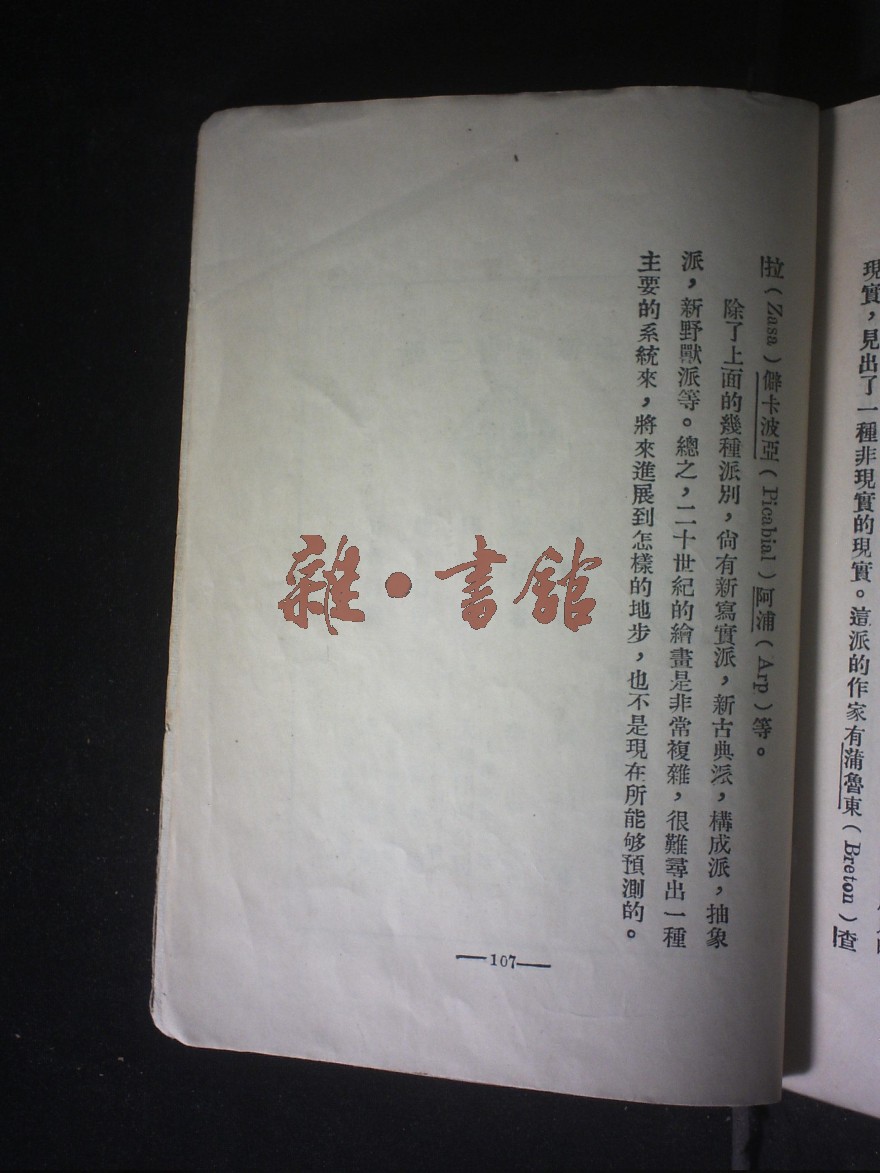 現實，見出了一種非現實的現實。這派的作家有蒲魯東（Breton）查
拉（Zasa）僻卡波亞（Picabial）阿浦（Arp）等。
除了上面的幾種派別，尙有新寫實派，新古典派，構成派，抽象
派，新野獸派等。總之，二十世紀的繪畫是非常複雜，很難尋出一種
主要的系統來，將來進展到怎樣的地步，也不是現在所能够預測的。
—107—
雜·書館